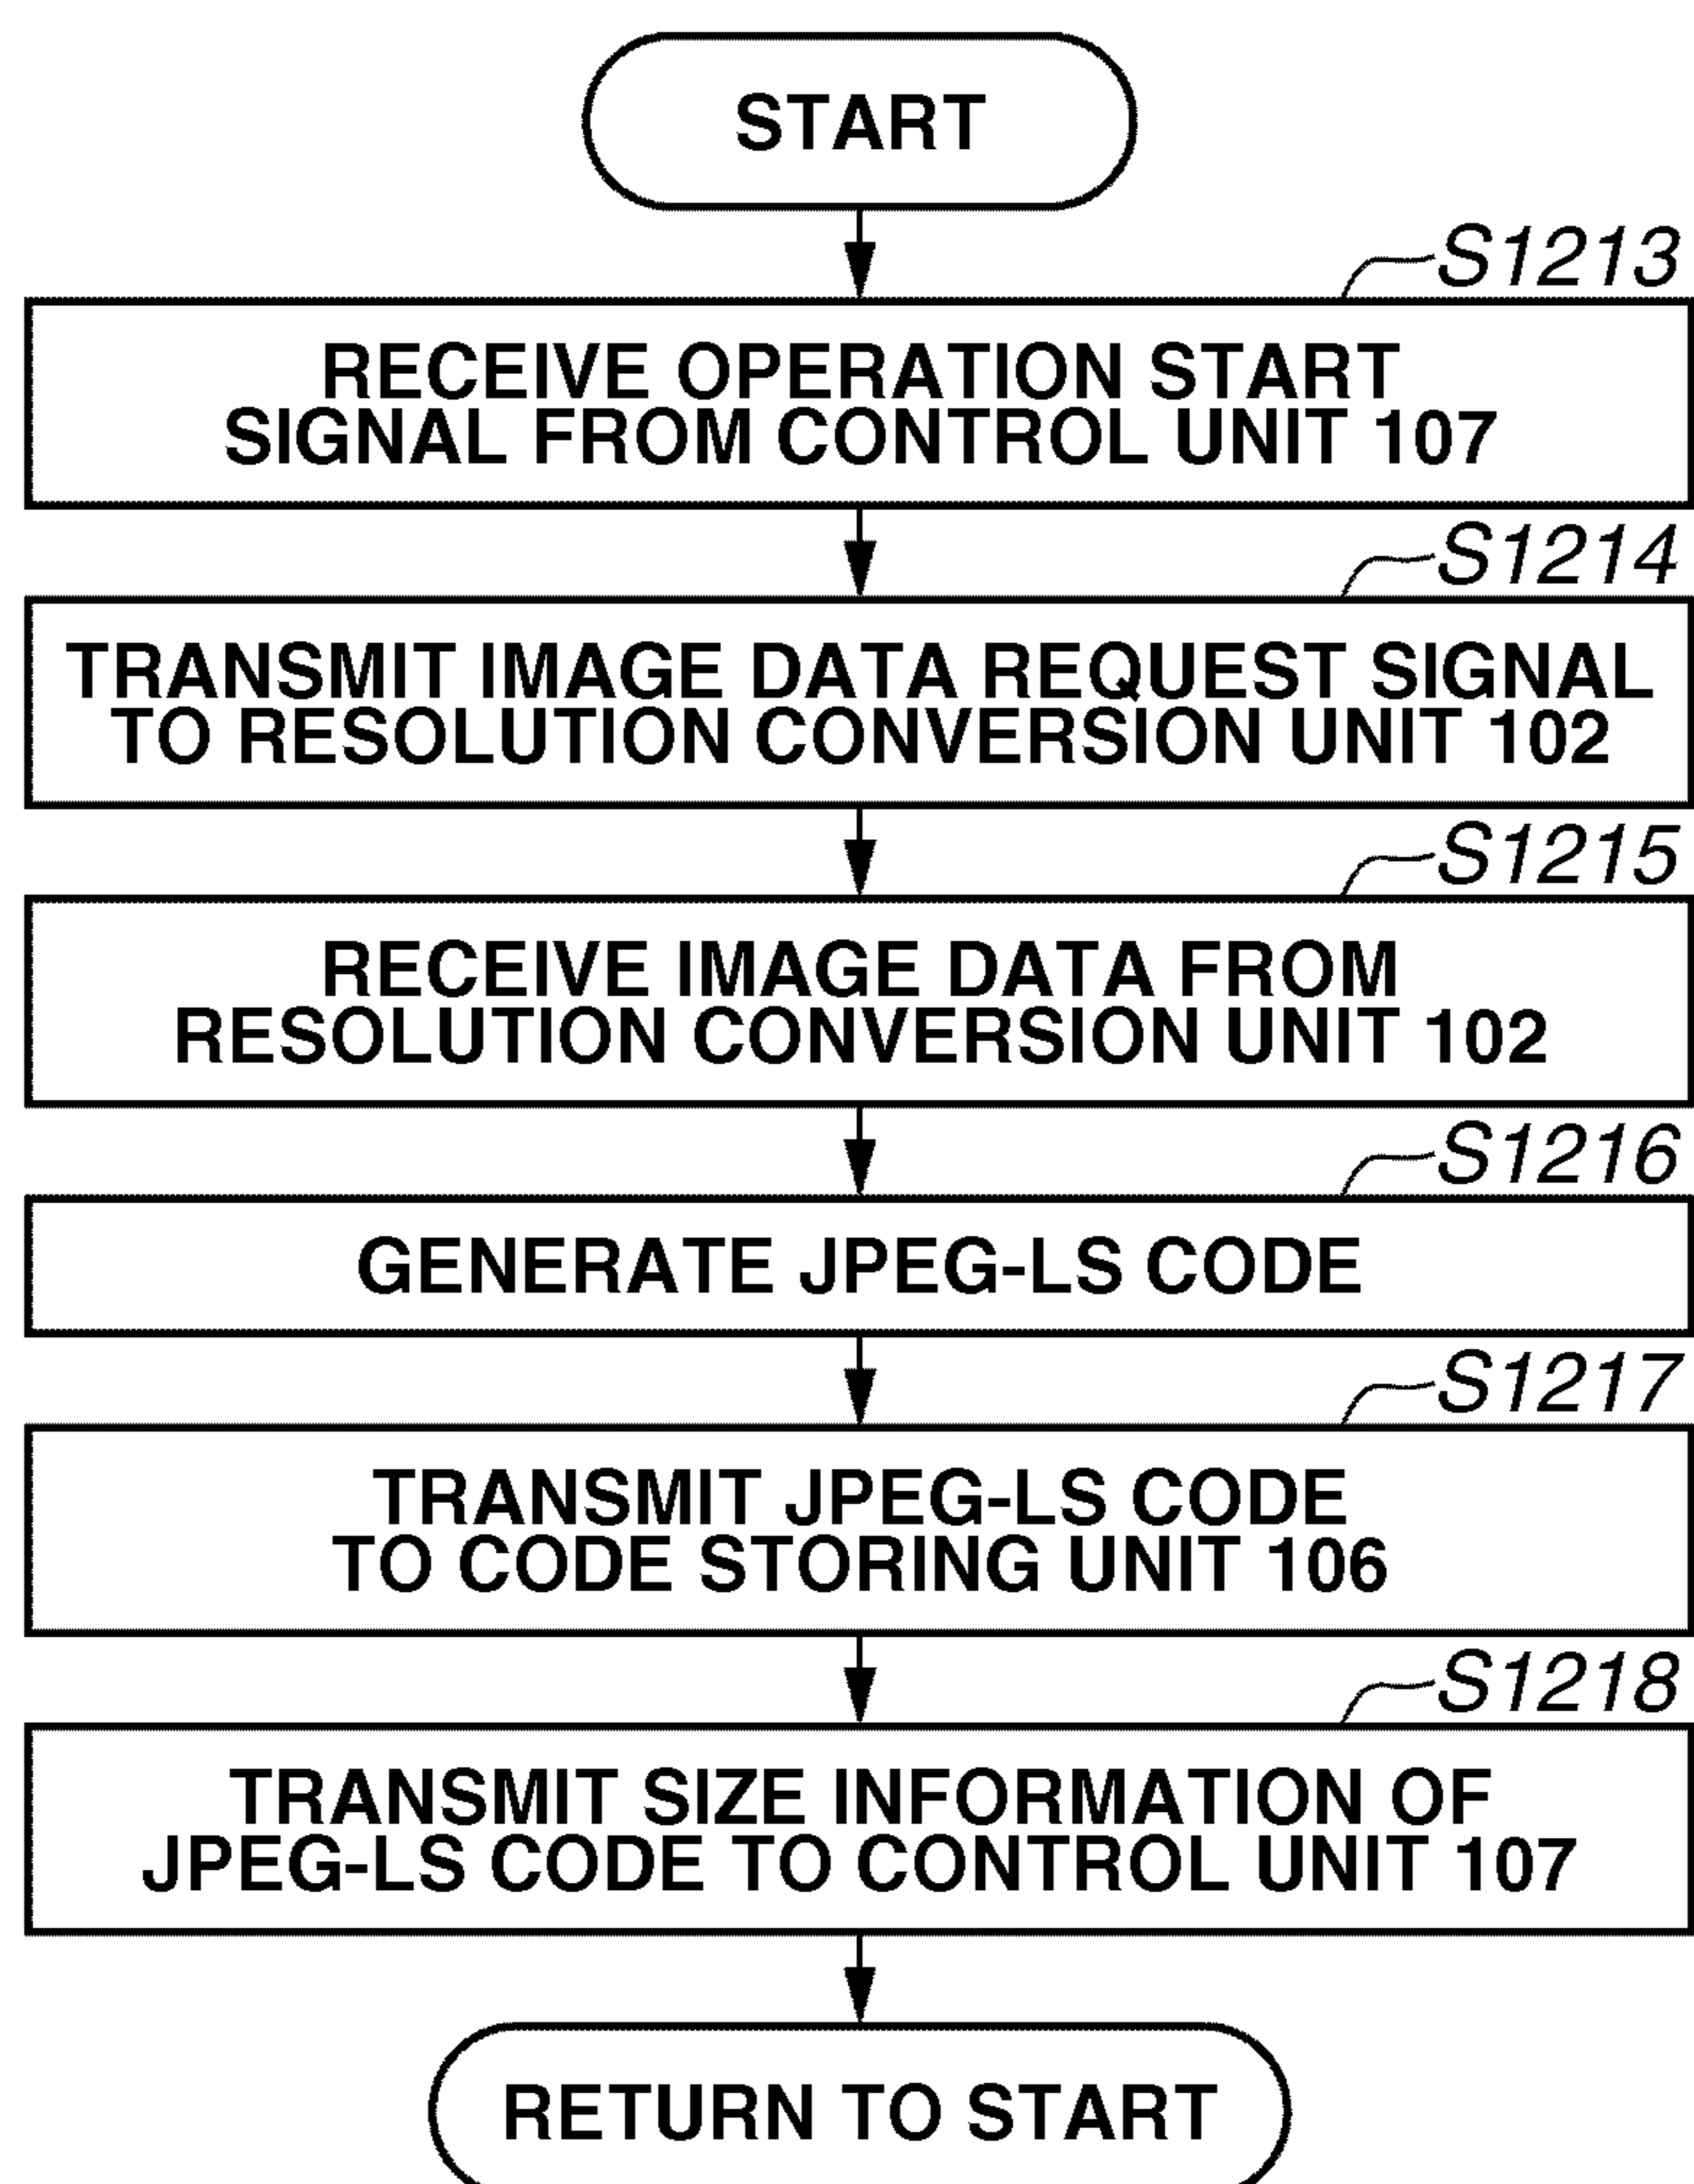 START
S1213
RECEIVE OPERATION START
SIGNAL FROM CONTROL UNIT 107
S1214
TRANSMIT IMAGE DATA REQUEST SIGNAL
TO RESOLUTION CONVERSION UNIT 102
S1215
RECEIVE IMAGE DATA FROM
RESOLUTION CONVERSION UNIT 102
S1216
GENERATE JPEG-LS CODE
S1217
TRANSMIT JPEG-LS CODE
TO CODE STORING UNIT 106
S1218
TRANSMIT SIZE INFORMATION OF
JPEG-LS CODE TO CONTROL UNIT 107
RETURN TO START